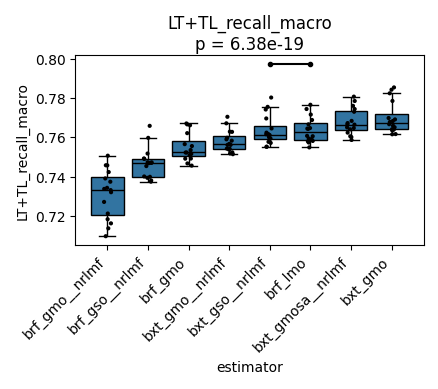 LT+TL_recall_macro
p = 6.38e-19
LT+TL_recall_macro
0.80
0.78
0.76
0.74
0.72
brf_gmo__nrlmf
brf_gso__nrlmf
brf_gmo
bxt_gmo__nrlmf
bxt_gso__nrlmf
brf_lmo
bxt_gmosa__nrlmf
bxt_gmo
estimator